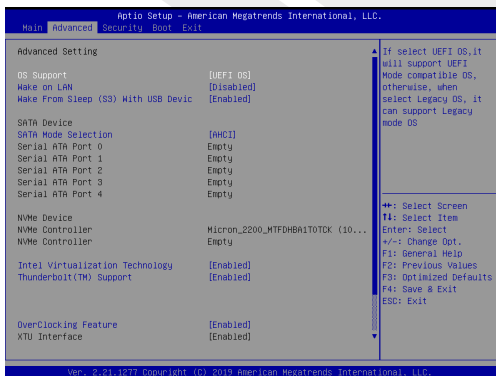 Aptio Setup - American Megatrends International, LLC.
Main Advanced Security Boot Exit
Advanced Setting
OS Support [UEFI OS]
Wake on LAN [Disabled]
Wake From Sleep (S3) With USB Devic [Enabled]
SATA Device
SATA Mode Selection [AHCI]
Serial ATA Port 0 Empty
Serial ATA Port 1 Empty
Serial ATA Port 2 Empty
Serial ATA Port 3 Empty
Serial ATA Port 4 Empty
NVMe Device
NVMe Controller Micron_2200_MTFDHBA1T0TCK (10...
NVMe Controller Empty
Intel Virtualization Technology [Enabled]
Thunderbolt(TM) Support [Enabled]
OverClocking Feature [Enabled]
XTU Interface [Enabled]
If select UEFI OS,it
will support UEFI
Mode compatible OS,
otherwise, when
select Legacy OS, it
can support Legacy
mode OS
→←: Select Screen
↑↓: Select Item
Enter: Select
+/-: Change Opt.
F1: General Help
F2: Previous Values
F3: Optimized Defaults
F4: Save & Exit
ESC: Exit
Ver. 2.21.1277 Copyright (C) 2019 American Megatrends International, LLC.